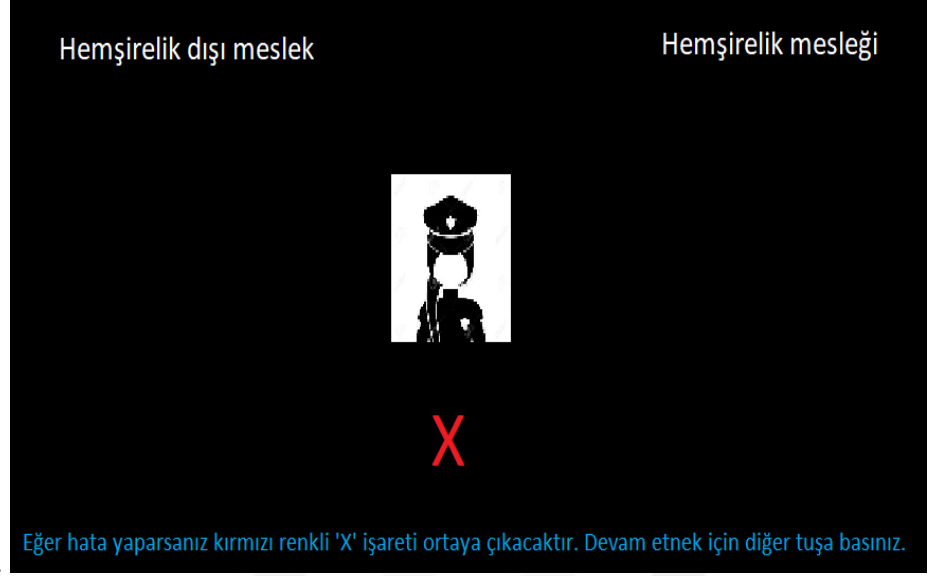 Hemşirelik dışı meslek
Hemşirelik mesleği
X
Eğer hata yaparsanız kırmızı renkli 'X' işareti ortaya çıkacaktır. Devam etnek için diğer tuşa basınız.